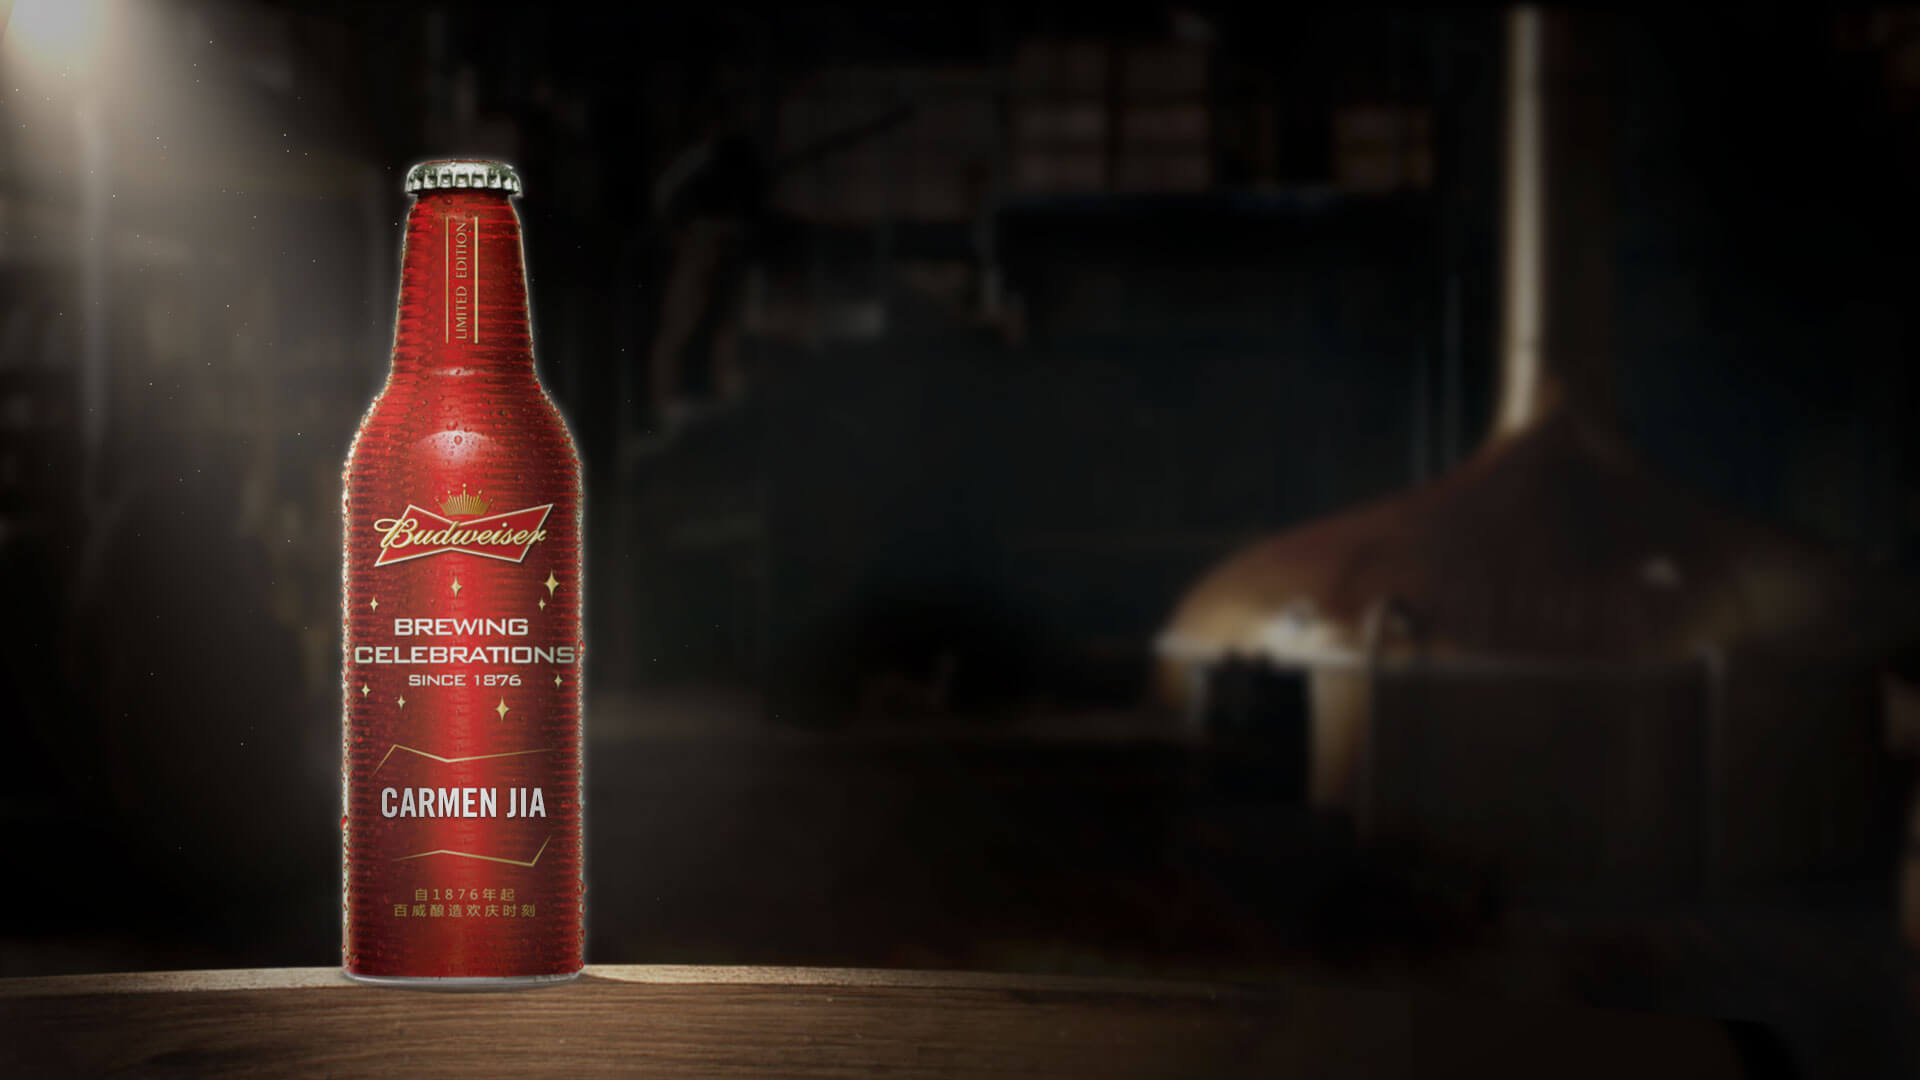 LIMITED EDITION
Budweiser
BREWING
CELEBRATIONS
SINCE 1876
CARMEN JIA
自1876年起
百威酿造欢庆时刻